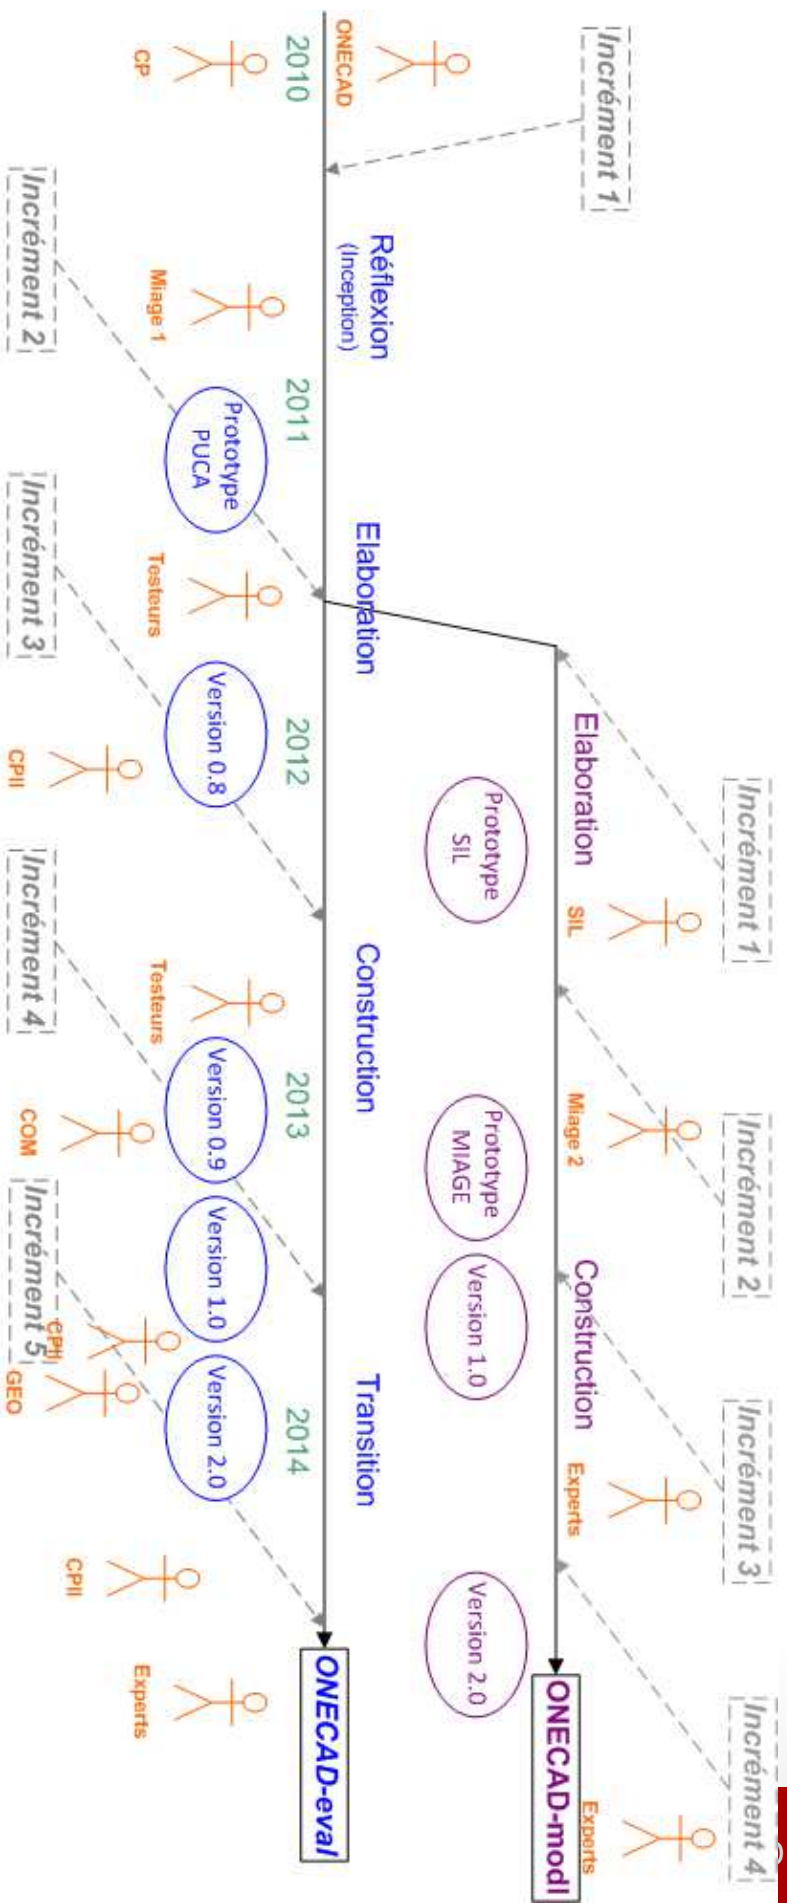 Incrément 1
Incrément 2
Incrément 3
Incrément 4
Elaboration
SIL
Miage 2
Construction
Experts
Experts
Prototype
SIL
Prototype
MIAGE
Version 1.0
Version 2.0
ONECAD-modl
Incrément 1
ONECAD
Réflexion
(Inception)
Elaboration
Construction
Transition
ONECAD-eval
2010
2011
2012
2013
2014
CP
Miage 1
Prototype
PUCA
Testeurs
Version 0.8
Testeurs
Version 0.9
Version 1.0
Version 2.0
CPII
Experts
CPII
COM
CPII
GEO
Incrément 2
Incrément 3
Incrément 4
Incrément 5